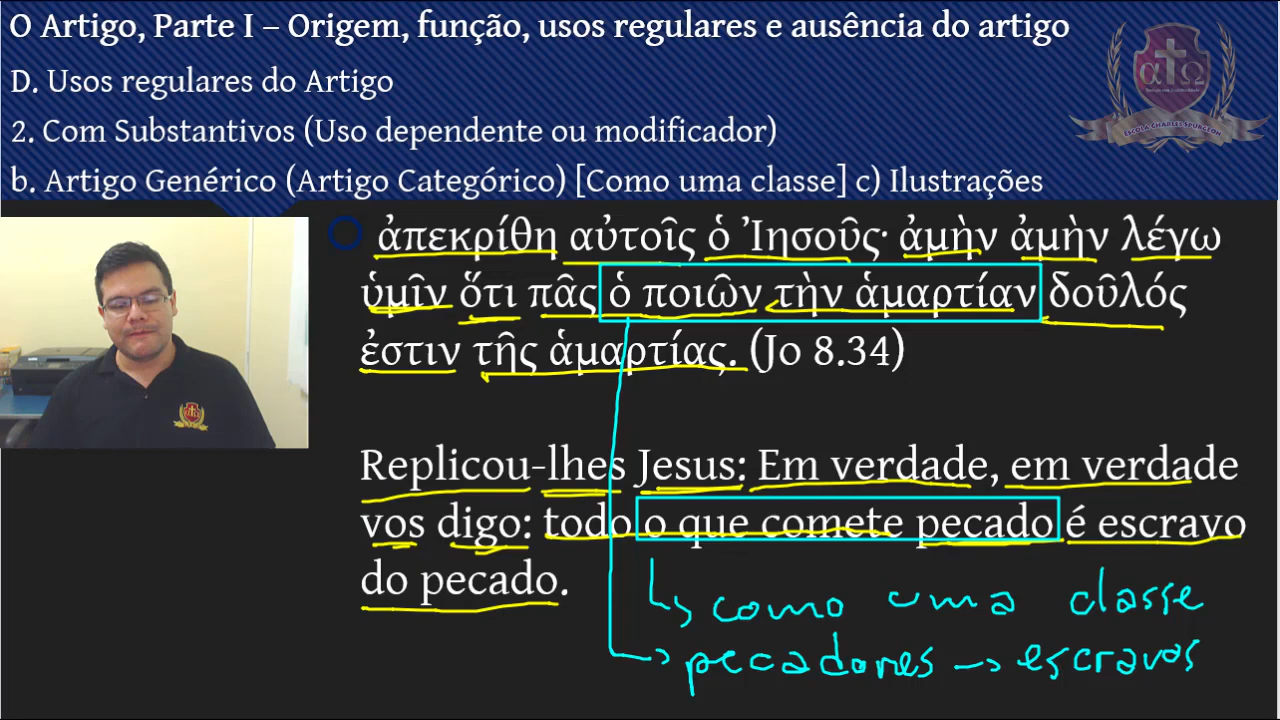 O Artigo, Parte I – Origem, função, usos regulares e ausência do artigo
D. Usos regulares do Artigo
2. Com Substantivos (Uso dependente ou modificador)
b. Artigo Genérico (Artigo Categórico) [Como uma classe] c) Ilustrações
α Ω
ESCOLA CHARLES SPURGEON
ἀπεκρίθη αὐτοῖς ὁ Ἰησοῦς· ἀμὴν ἀμὴν λέγω
ὑμῖν ὅτι πᾶς ὁ ποιῶν τὴν ἁμαρτίαν δοῦλός
ἐστιν τῆς ἁμαρτίας. (Jo 8.34)
Replicou-lhes Jesus: Em verdade, em verdade
vos digo: todo o que comete pecado é escravo
do pecado.
como uma classe
pecadores → escravos